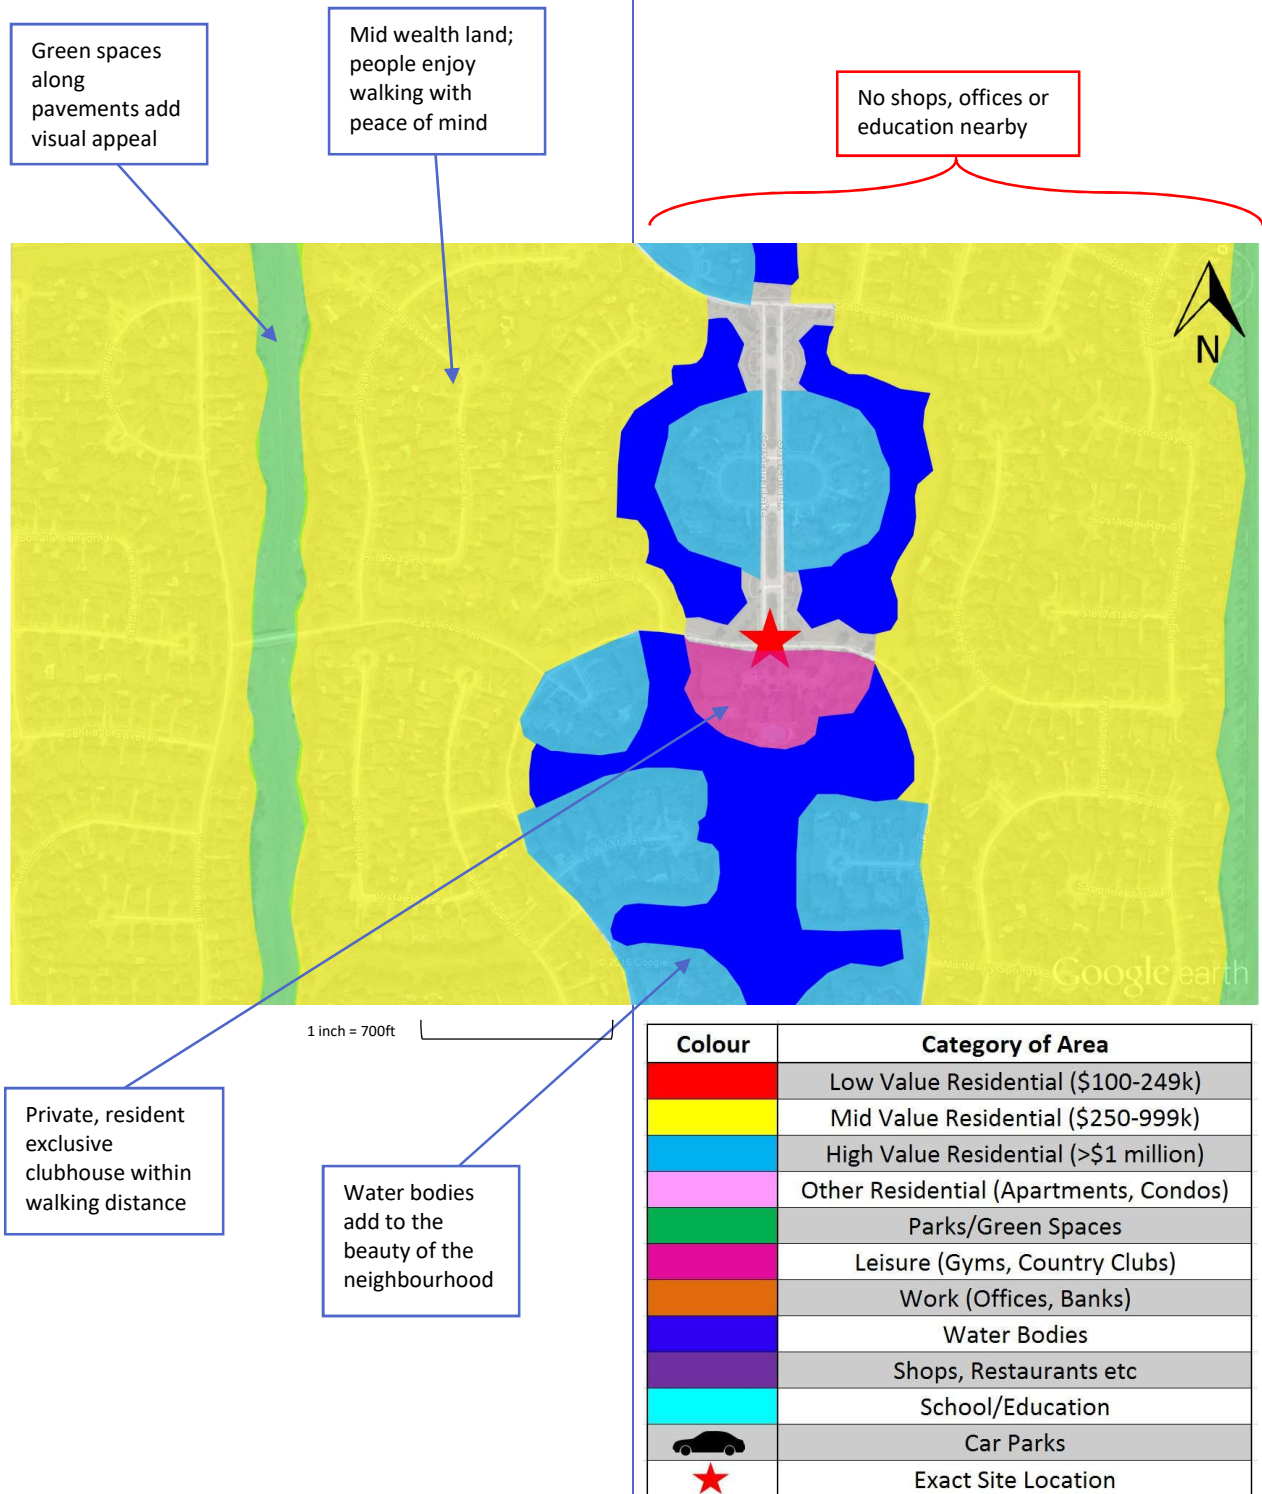 Green spaces
along
pavements add
visual appeal
Mid wealth land;
people enjoy
walking with
peace of mind
No shops, offices or
education nearby
N
Google earth
1 inch = 700ft
Private, resident
exclusive
clubhouse within
walking distance
Water bodies
add to the
beauty of the
neighbourhood
Colour Category of Area
Low Value Residential ($100-249k)
Mid Value Residential ($250-999k)
High Value Residential (>$1 million)
Other Residential (Apartments, Condos)
Parks/Green Spaces
Leisure (Gyms, Country Clubs)
Work (Offices, Banks)
Water Bodies
Shops, Restaurants etc
School/Education
Car Parks
Exact Site Location